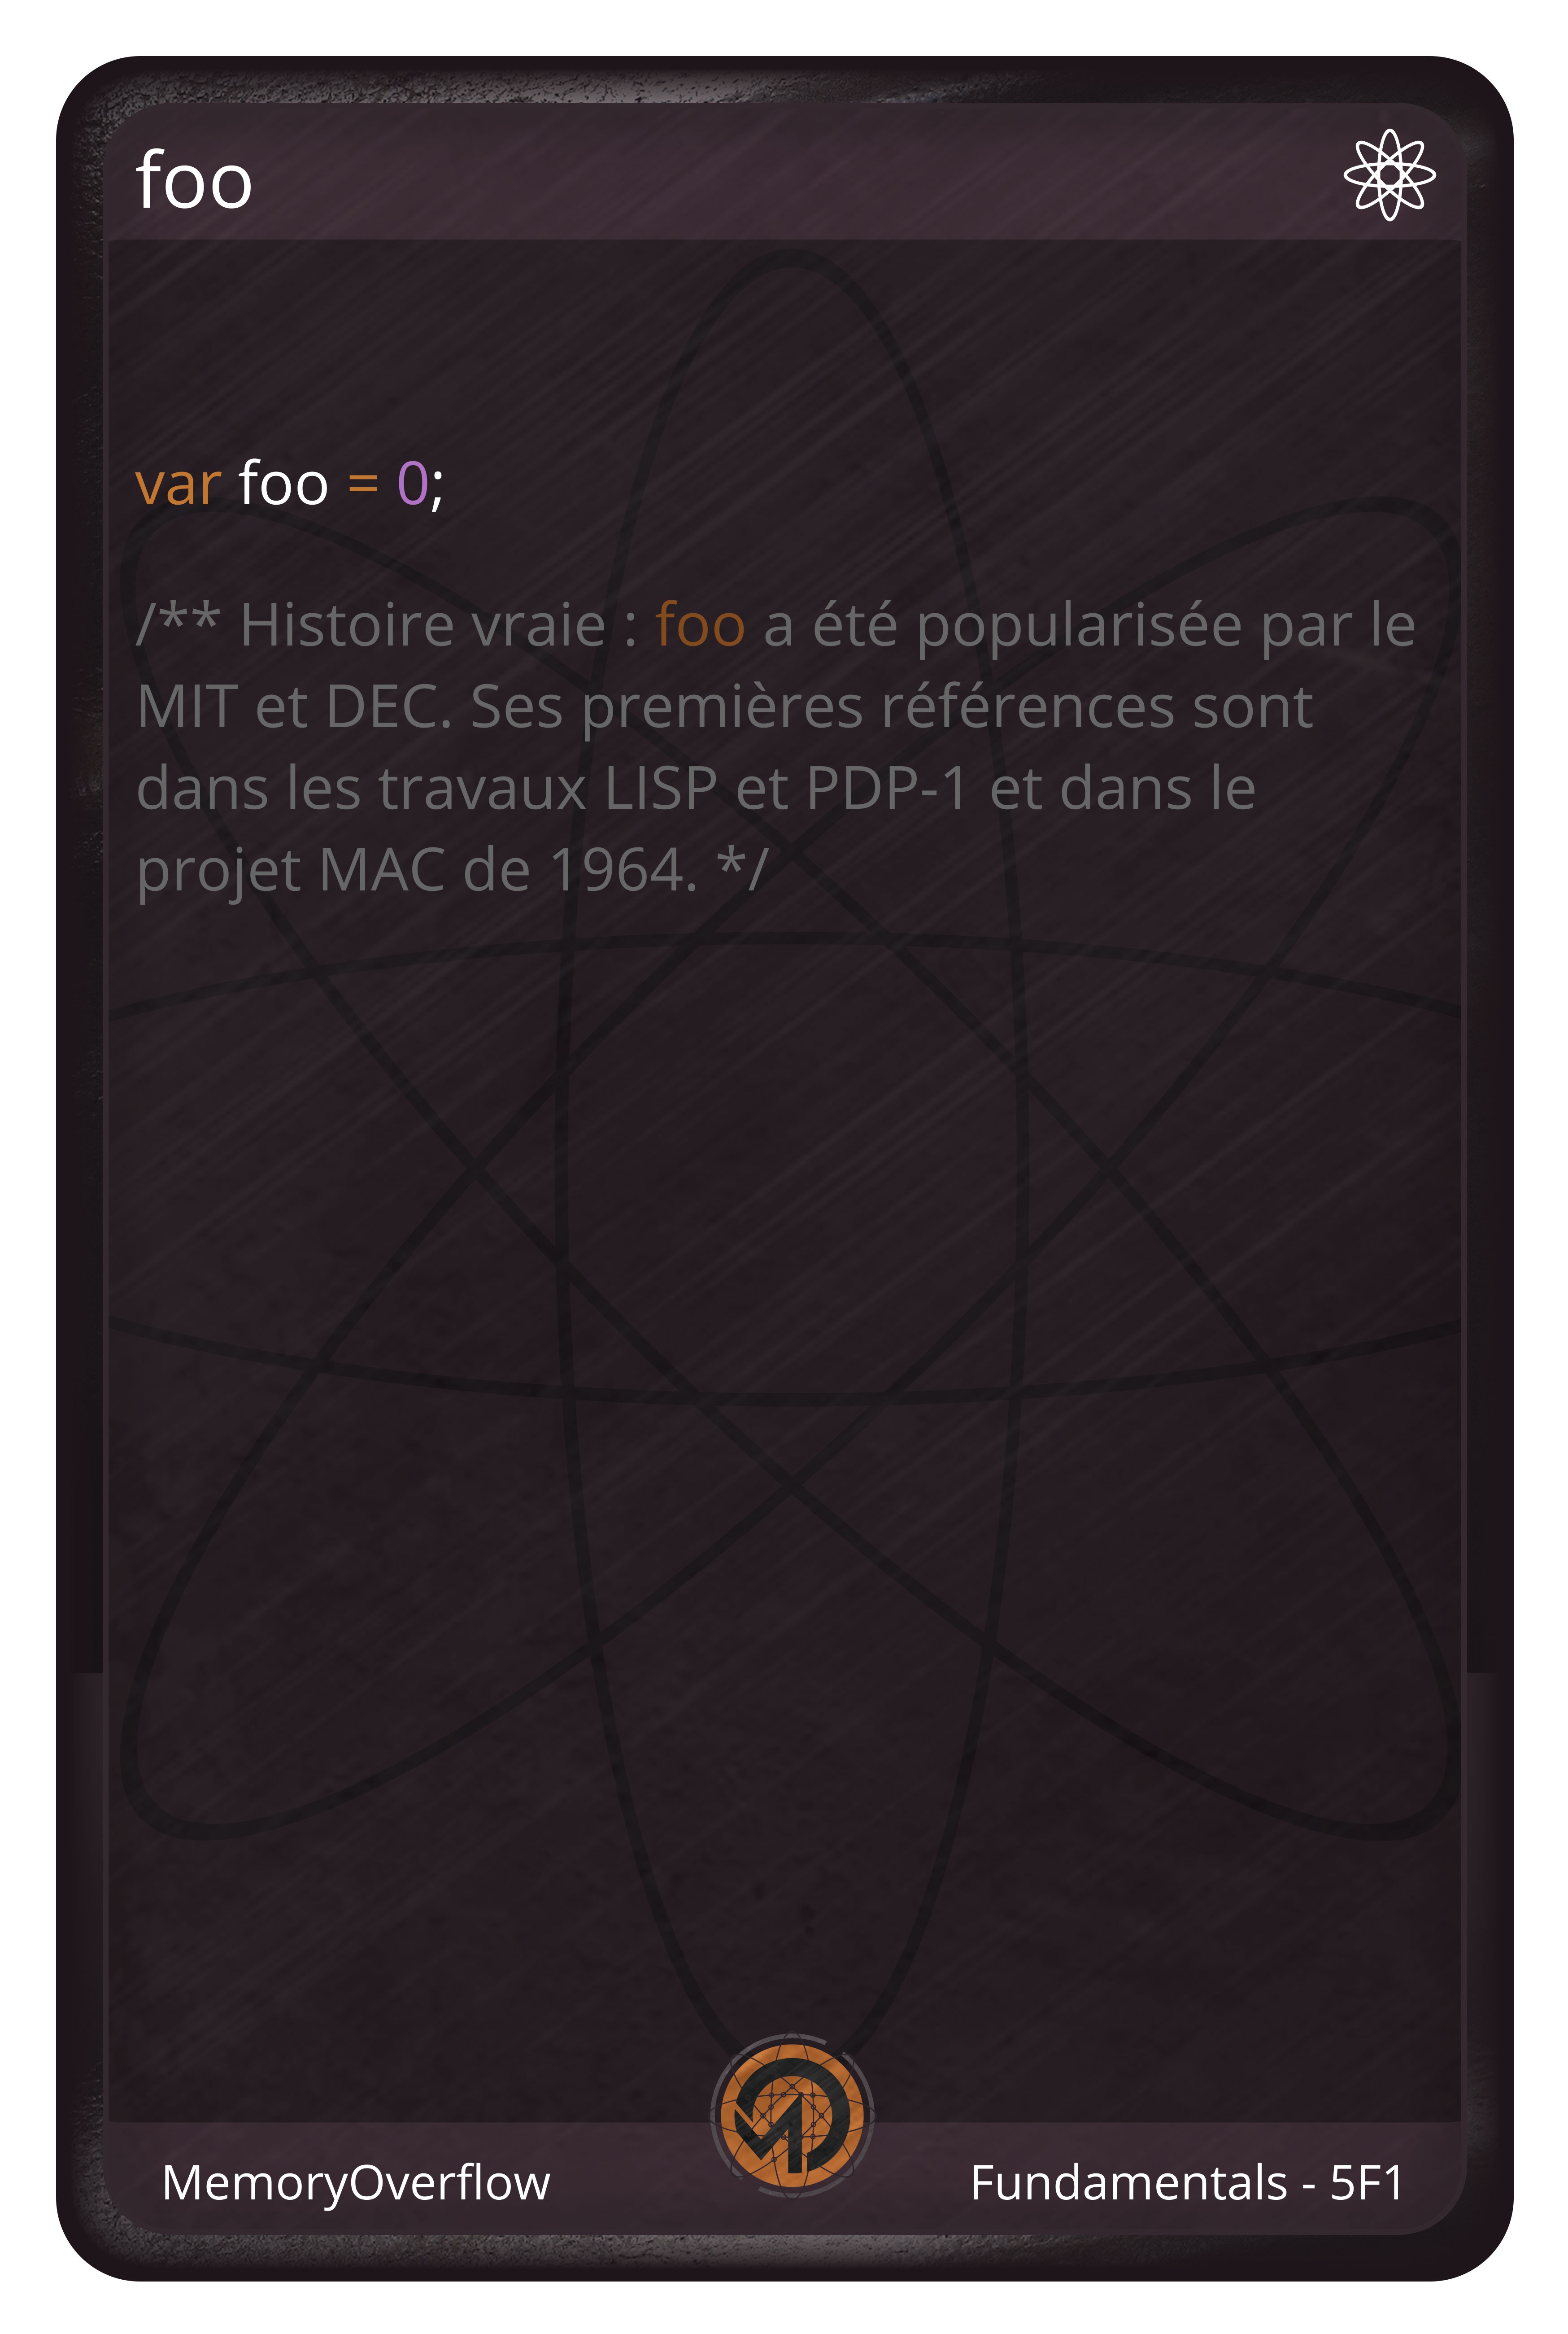 foo
var foo = 0;
/** Histoire vraie : foo a été popularisée par le
MIT et DEC. Ses premières références sont
dans les travaux LISP et PDP-1 et dans le
projet MAC de 1964. */
MemoryOverflow
Fundamentals - 5F1